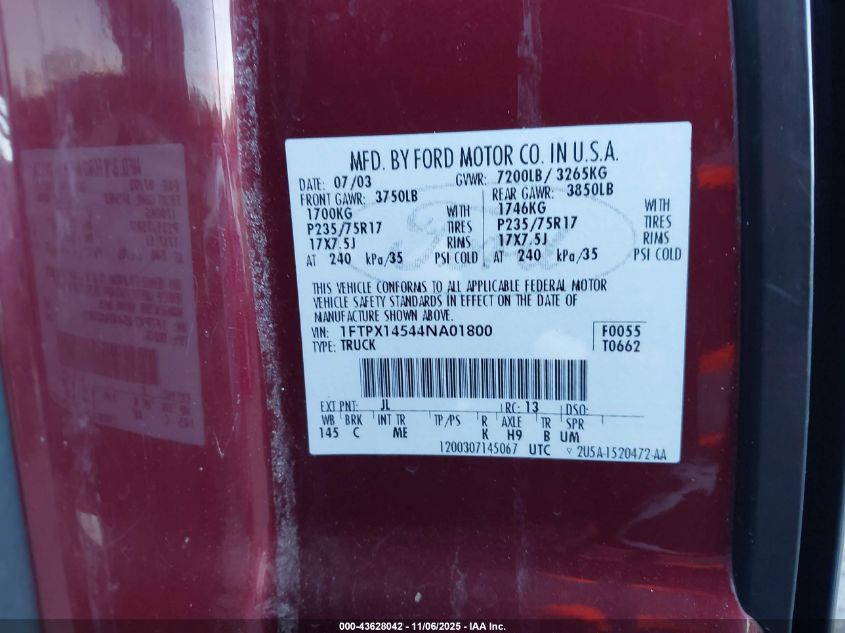 MFD. BY FORD MOTOR CO. IN U.S.A.
DATE: 07/03 GVWR: 7200LB/ 3265KG
FRONT GAWR: 3750LB REAR GAWR: 3850LB
1700KG WITH 1746KG WITH
P235/75R17 TIRES P235/75R17 TIRES
17X7.5J RIMS 17X7.5J RIMS
AT 240 kPa/35 PSI COLD AT 240 kPa/35 PSI COLD
THIS VEHICLE CONFORMS TO ALL APPLICABLE FEDERAL MOTOR
VEHICLE SAFETY STANDARDS IN EFFECT ON THE DATE OF
MANUFACTURE SHOWN ABOVE.
VIN: 1FTPX14544NA01800 F0055
TYPE: TRUCK T0662
EXT PNT: JL RC: 13 DSO:
WB BRK INT TR TP/PS R AXLE TR SPR
145 C ME K H9 B UM
1200307145067 UTC 2U5A-1520472-AA
000-43628042 - 11/06/2025 - IAA Inc.